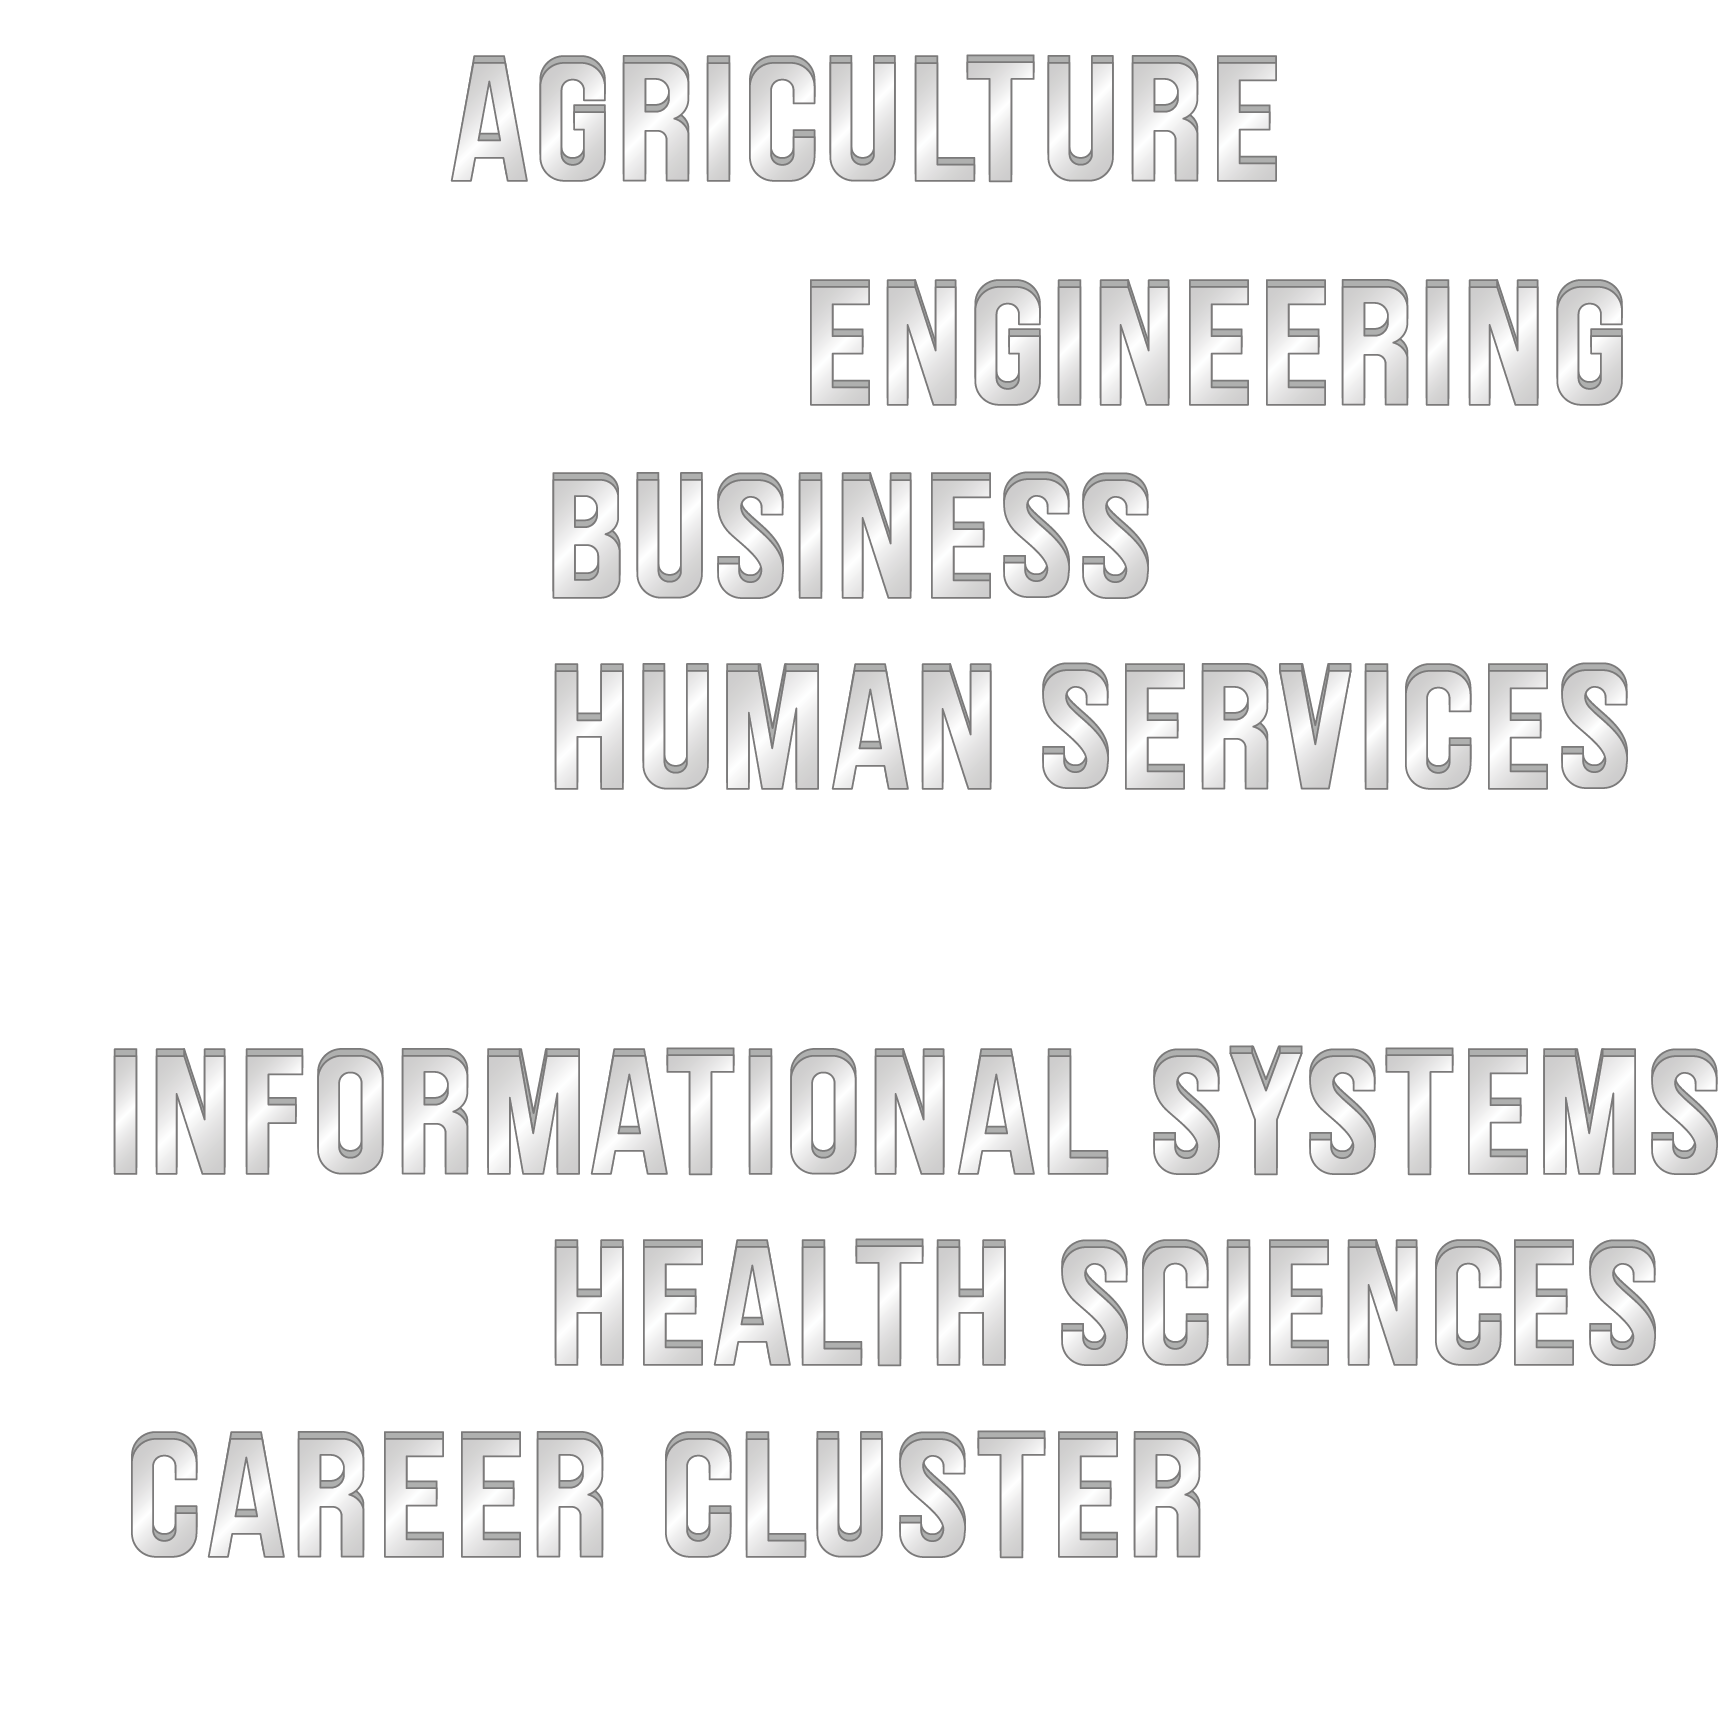 AGRICULTURE
ENGINEERING
BUSINESS
HUMAN SERVICES
INFORMATIONAL SYSTEMS
HEALTH SCIENCES
CAREER CLUSTER